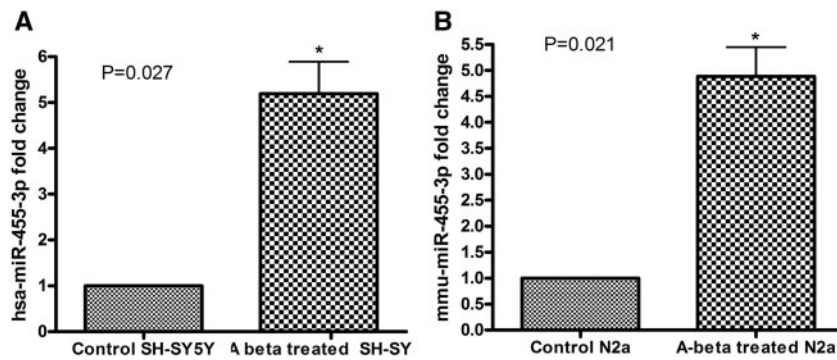 A
hsa-miR-455-3p fold change
6
5
4
3
2
1
0
P=0.027
*
Control SH-SY5Y
A beta treated SH-SY
B
mmu-miR-455-3p fold change
5.5
5.0
4.5
4.0
3.5
3.0
2.5
2.0
1.5
1.0
0.5
0.0
P=0.021
*
Control N2a
A-beta treated N2a